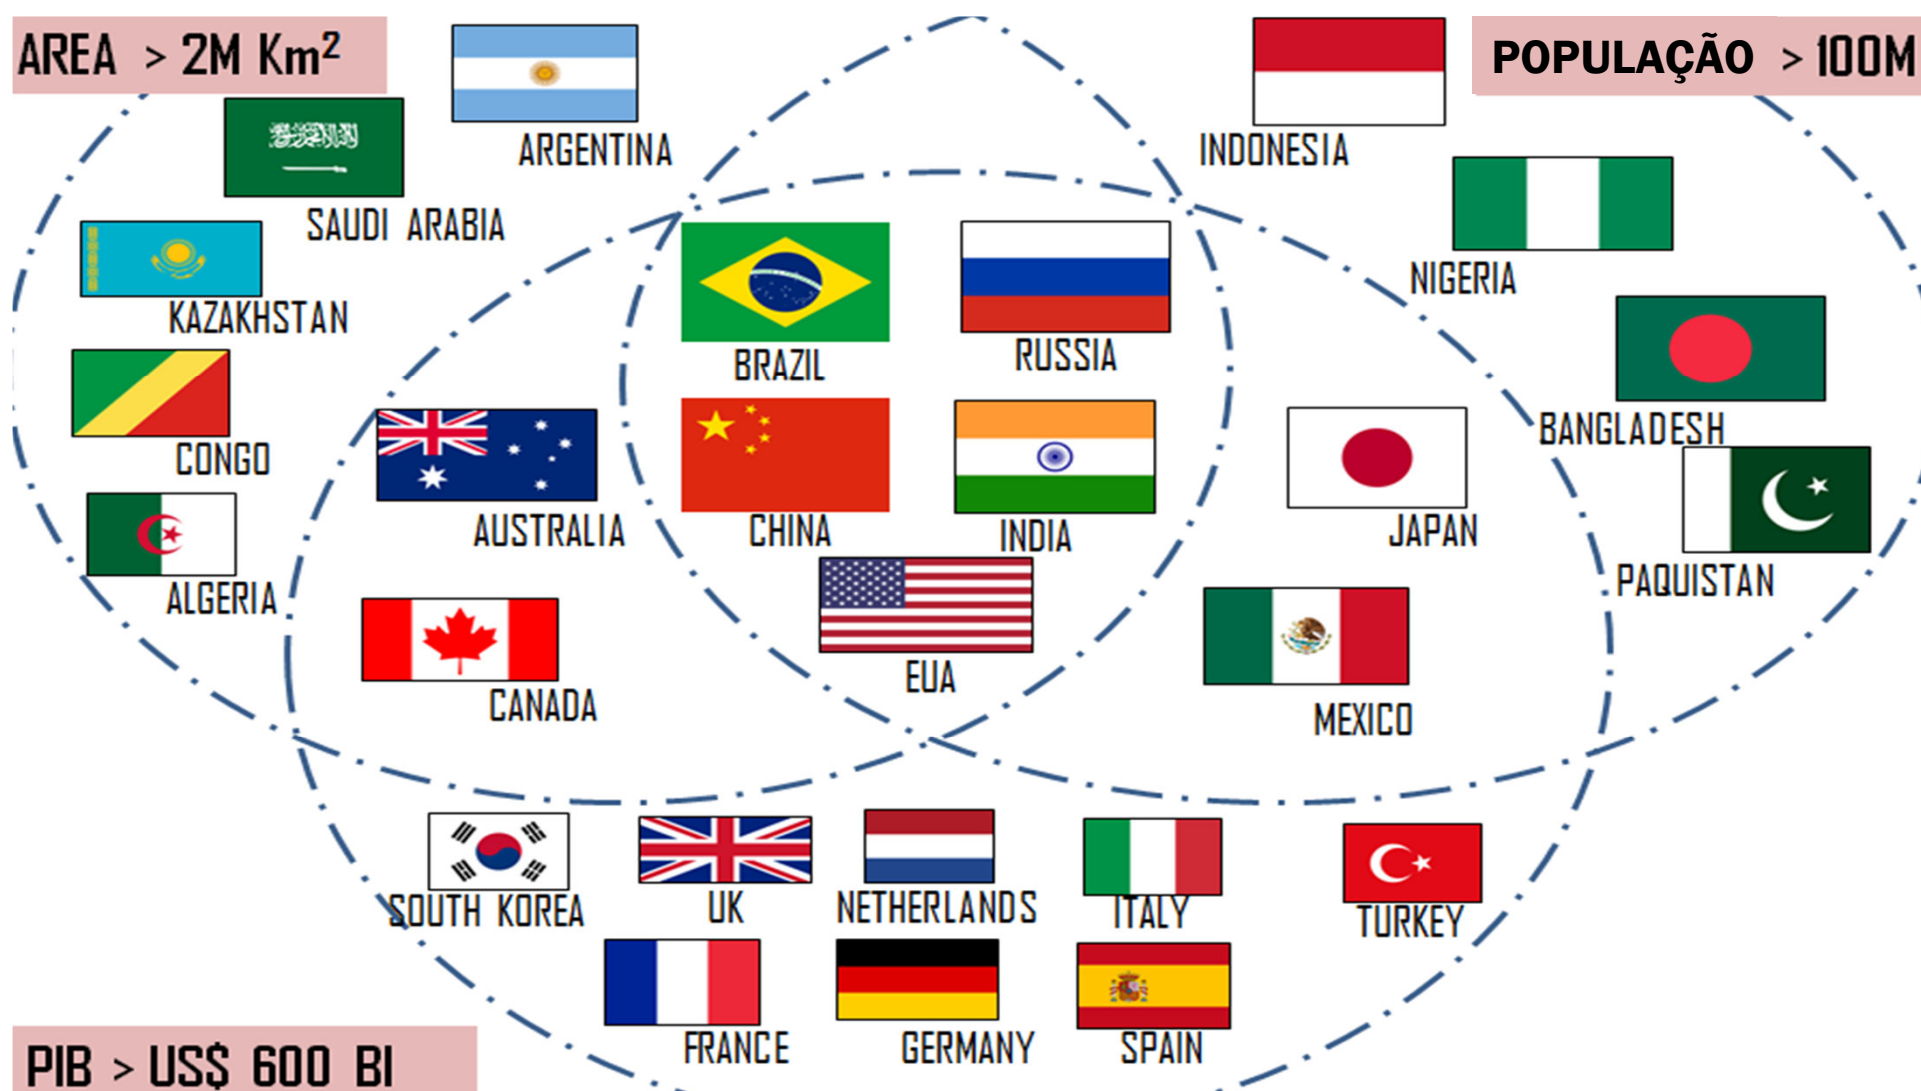 AREA > 2M Km²
POPULAÇÃO > 100M
ARGENTINA
INDONESIA
SAUDI ARABIA
NIGERIA
KAZAKHSTAN
BRAZIL
RUSSIA
BANGLADESH
CONGO
AUSTRALIA
CHINA
INDIA
JAPAN
PAQUISTAN
ALGERIA
CANADA
EUA
MEXICO
SOUTH KOREA
UK
NETHERLANDS
ITALY
TURKEY
FRANCE
GERMANY
SPAIN
PIB > US$ 600 BI